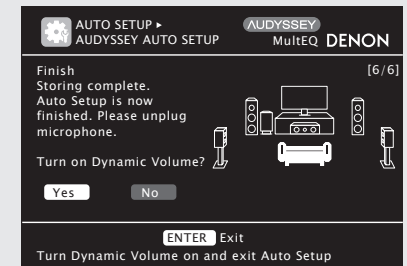 AUTO SETUP ▸
AUDYSSEY AUTO SETUP
AUDYSSEY
MultEQ DENON
Finish
[6/6]
Storing complete.
Auto Setup is now
finished. Please unplug
microphone.
Turn on Dynamic Volume?
Yes No
ENTER Exit
Turn Dynamic Volume on and exit Auto Setup